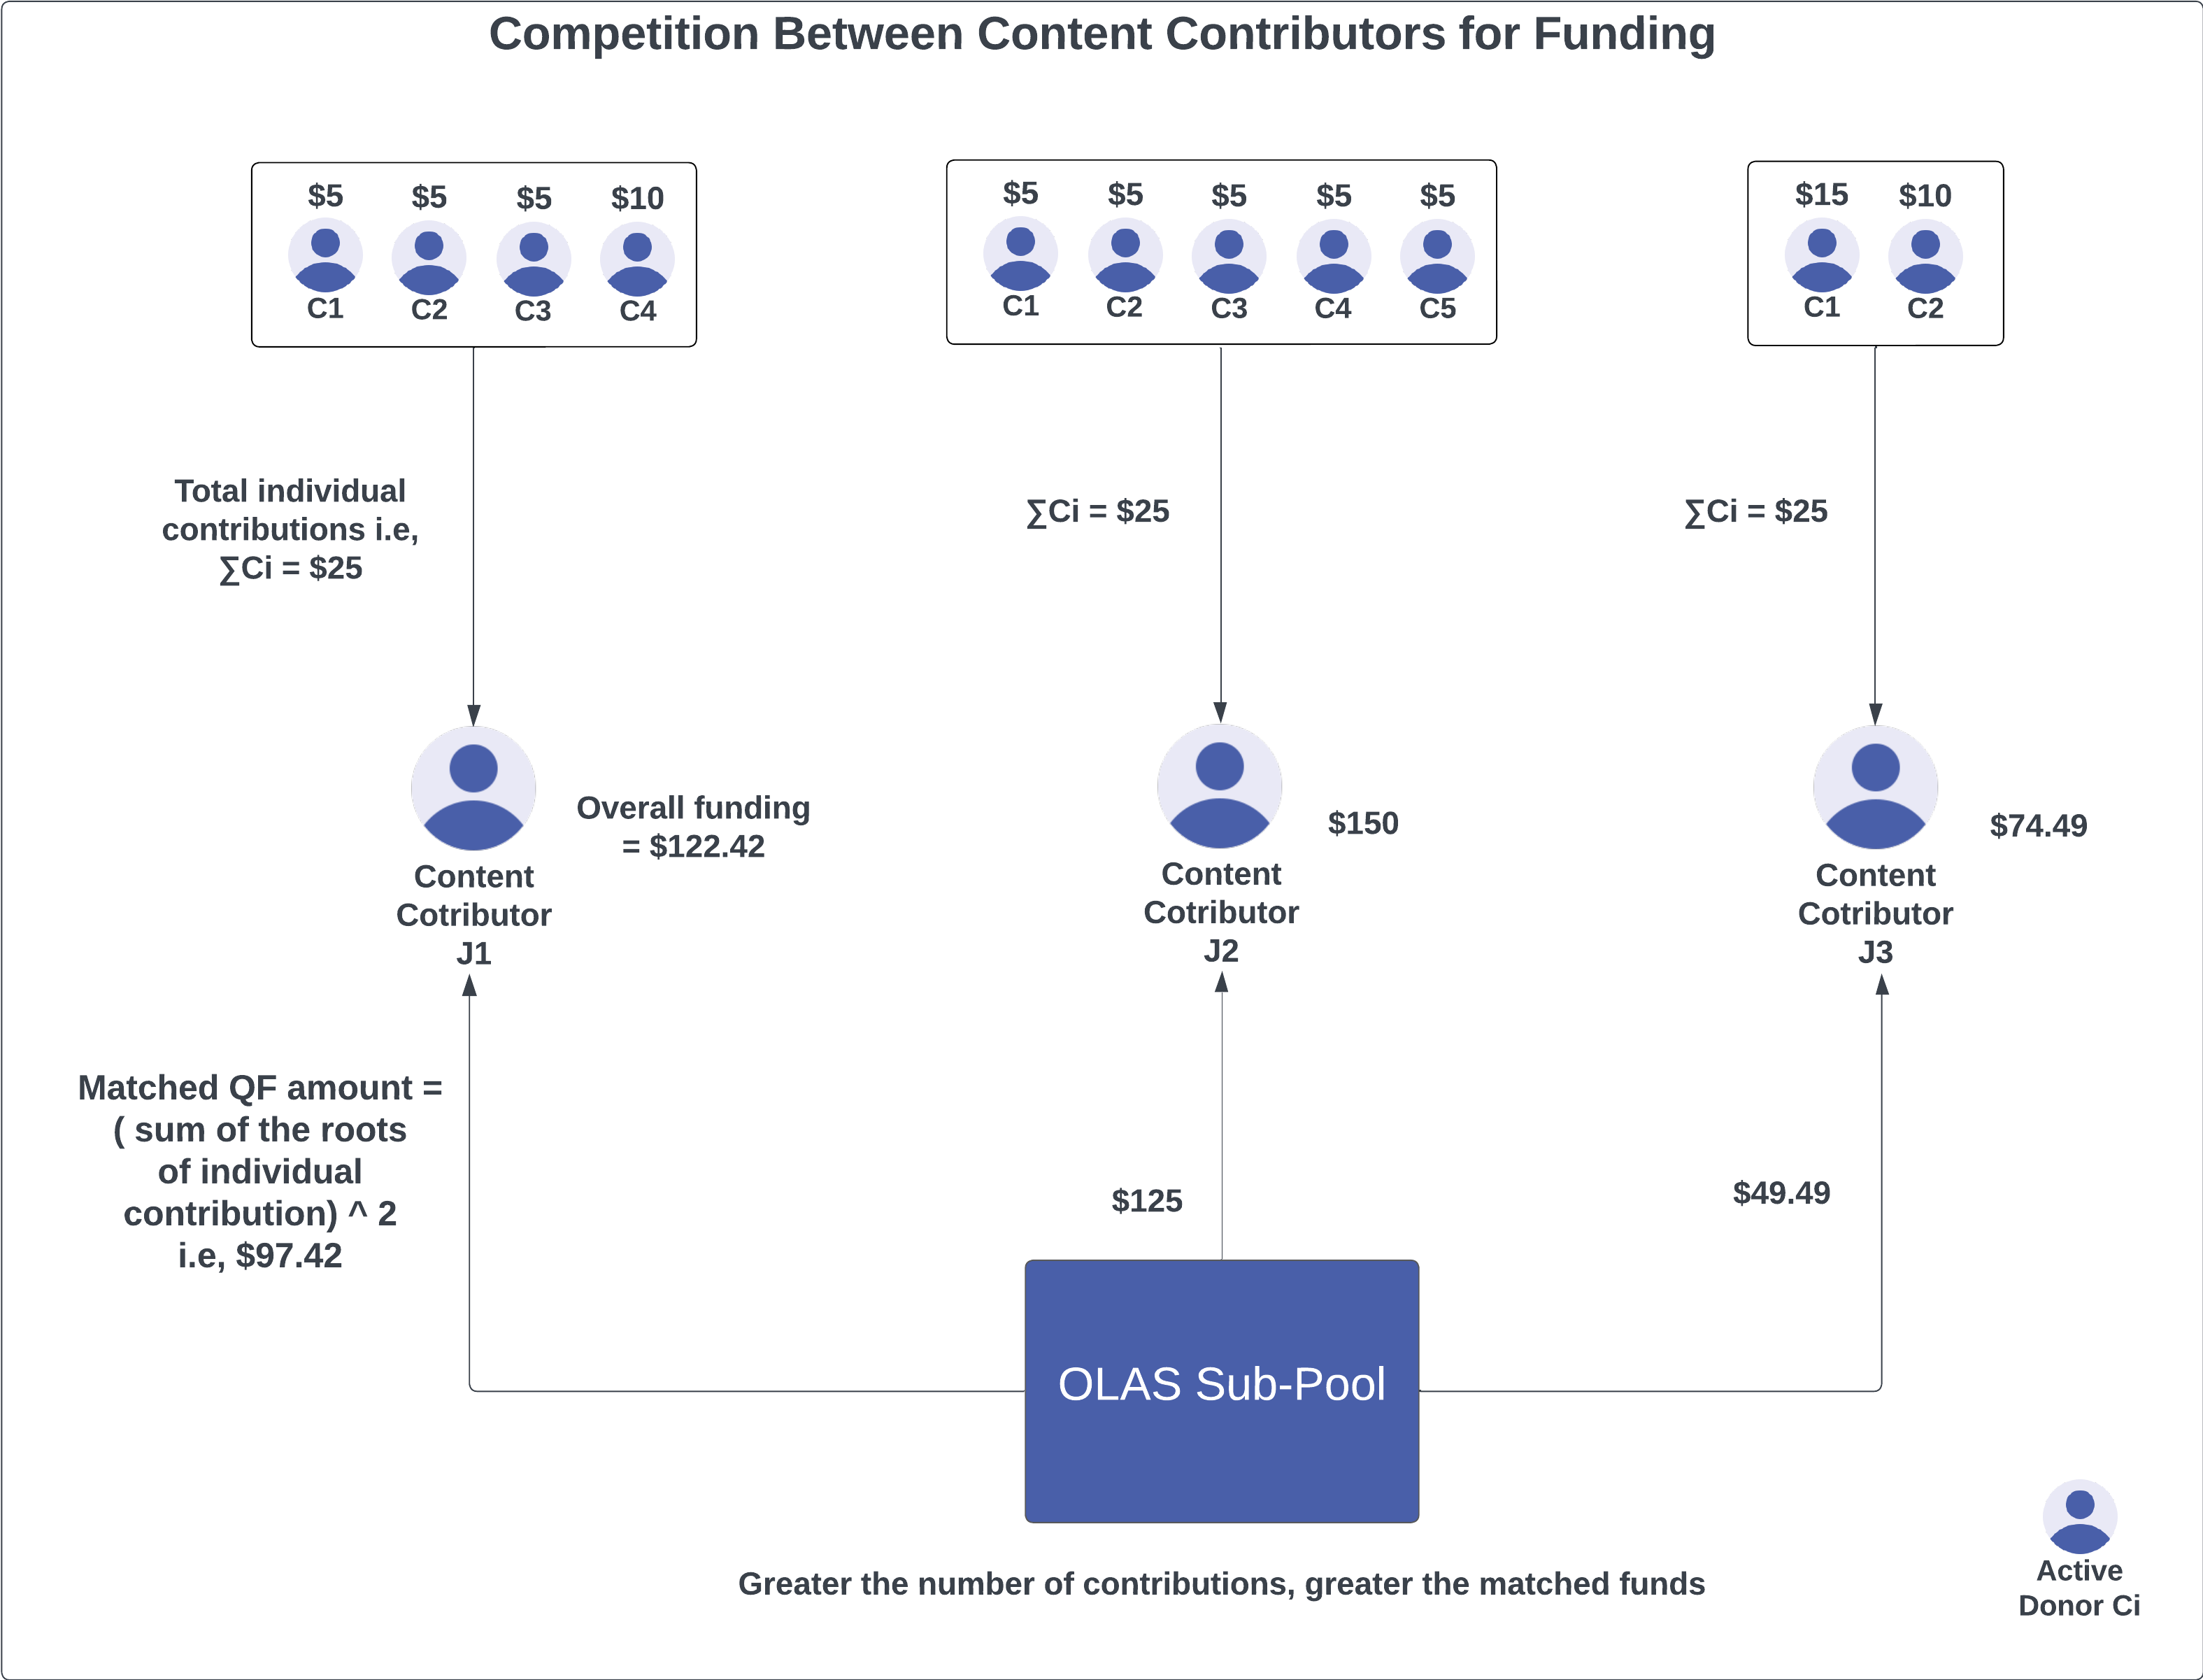 Competition Between Content Contributors for Funding
$5 $5 $5 $10
C1 C2 C3 C4
$5 $5 $5 $5 $5
C1 C2 C3 C4 C5
$15 $10
C1 C2
Total individual
contributions i.e,
∑Ci = $25
∑Ci = $25
∑Ci = $25
Content
Cotributor
J1
Overall funding
= $122.42
Content
Cotributor
J2
$150
Content
Cotributor
J3
$74.49
Matched QF amount =
( sum of the roots
of individual
contribution) ^ 2
i.e, $97.42
$125
$49.49
OLAS Sub-Pool
Greater the number of contributions, greater the matched funds
Active
Donor Ci